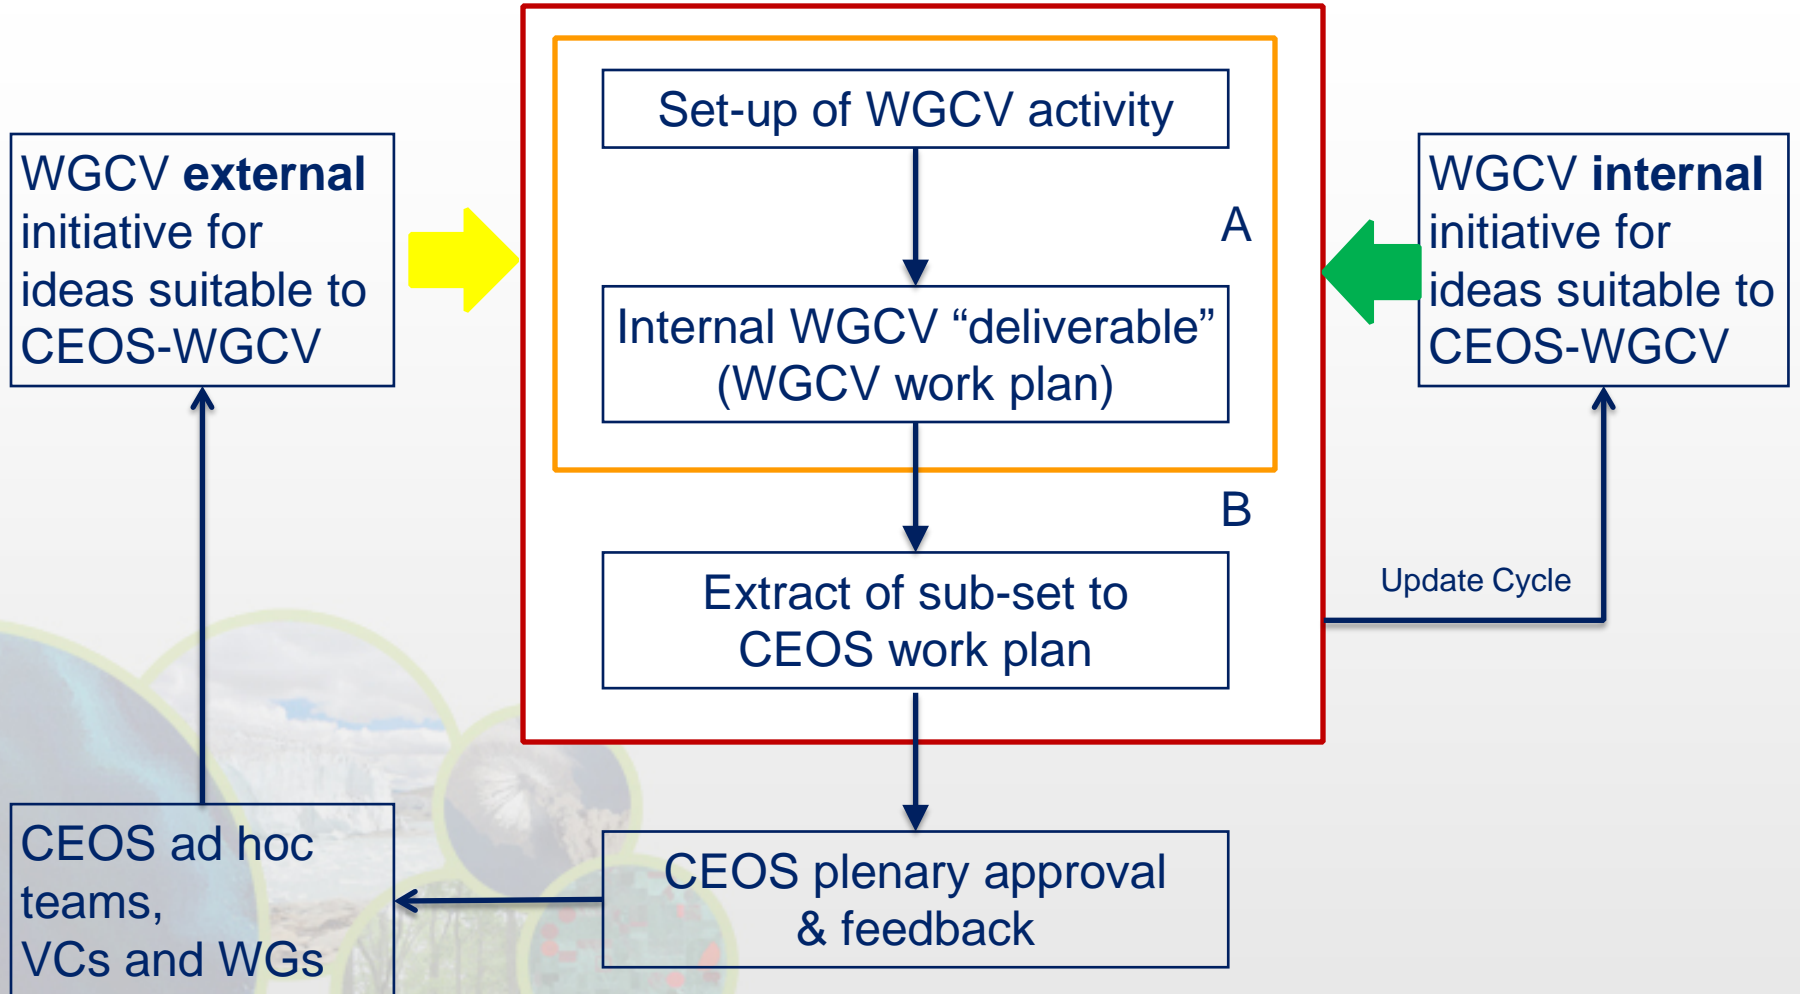 Set-up of WGCV activity
WGCV external
initiative for
ideas suitable to
CEOS-WGCV
A
WGCV internal
initiative for
ideas suitable to
CEOS-WGCV
Internal WGCV “deliverable”
(WGCV work plan)
B
Extract of sub-set to
CEOS work plan
Update Cycle
CEOS ad hoc
teams,
VCs and WGs
CEOS plenary approval
& feedback